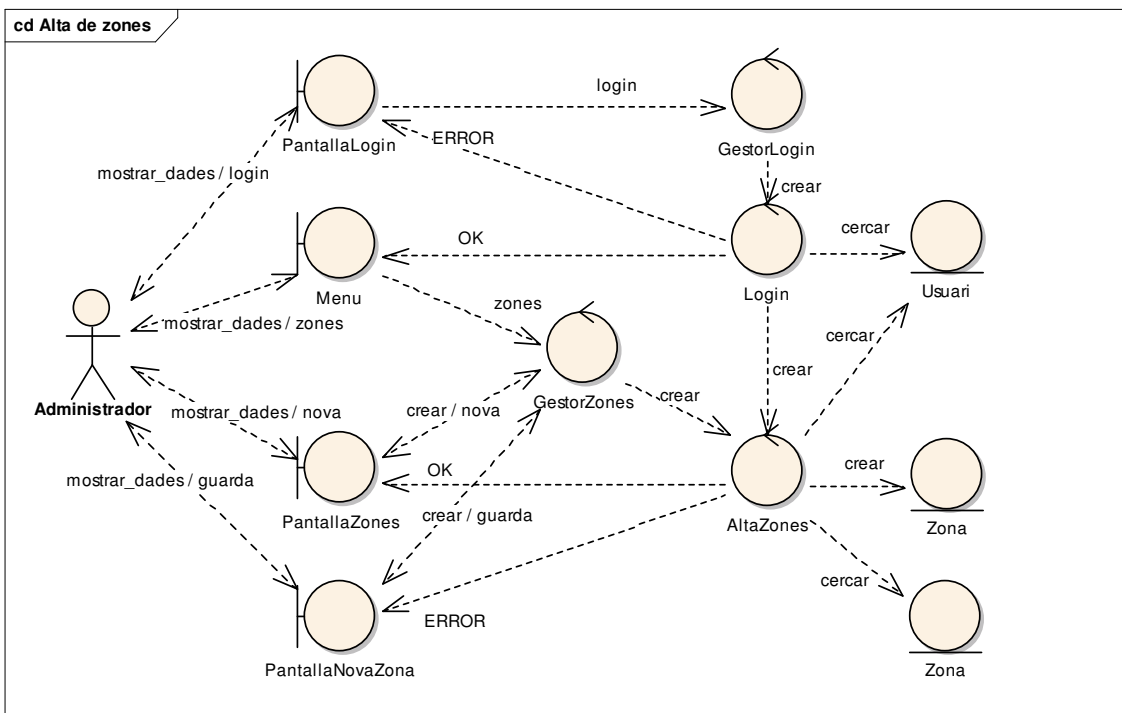 cd Alta de zones
login
PantallaLogin
ERROR
GestorLogin
mostrar_dades / login
crear
OK
cercar
Menu
Login
Usuari
mostrar_dades / zones
zones
cercar
crear
Administrador
mostrar_dades / nova
crear / nova
GestorZones
crear
mostrar_dades / guarda
OK
crear
PantallaZones
crear / guarda
AltaZones
Zona
cercar
ERROR
PantallaNovaZona
Zona